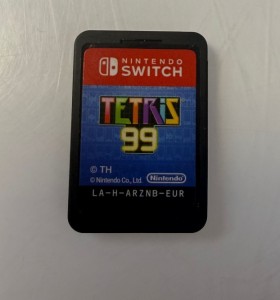 NINTENDO
SWITCH
TETRIS
99
© TH
© Nintendo Co., Ltd. Nintendo
LA-H-ARZNB-EUR